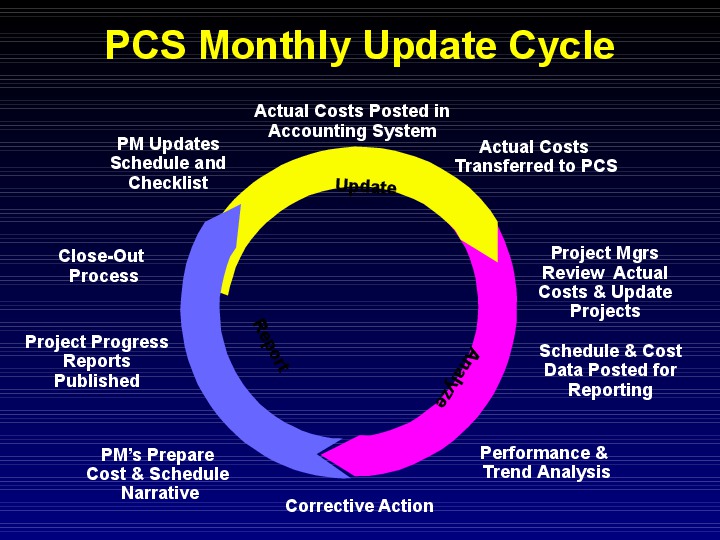 PCS Monthly Update Cycle
Actual Costs Posted in
Accounting System
Actual Costs
Transferred to PCS
Project Mgrs
Review Actual
Costs & Update
Projects
Schedule & Cost
Data Posted for
Reporting
Performance &
Trend Analysis
Corrective Action
PM’s Prepare
Cost & Schedule
Narrative
Project Progress
Reports
Published
Close-Out
Process
PM Updates
Schedule and
Checklist
Update
Analyze
Report